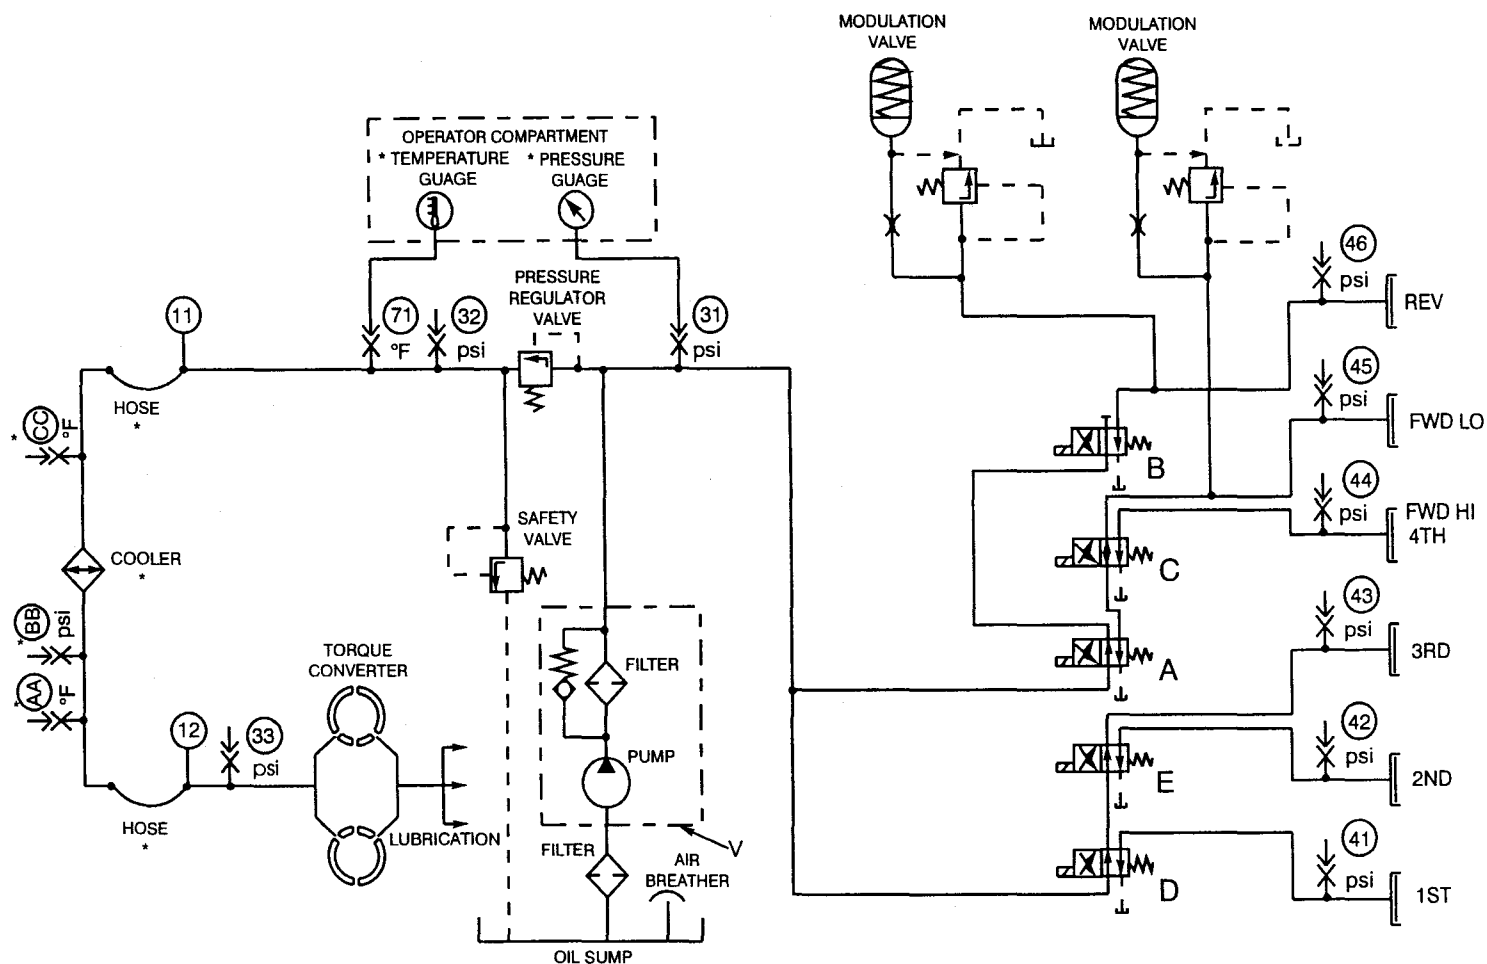 MODULATION
VALVE
MODULATION
VALVE
OPERATOR COMPARTMENT
* TEMPERATURE
GUAGE
* PRESSURE
GUAGE
PRESSURE
REGULATOR
VALVE
11
71
°F
32
psi
31
psi
46
psi
REV
HOSE
*
* CC
°F
45
psi
FWD LO
B
44
psi
FWD HI
4TH
SAFETY
VALVE
COOLER
*
C
* BB
psi
* AA
°F
43
psi
3RD
TORQUE
CONVERTER
FILTER
A
12
33
psi
PUMP
42
psi
2ND
E
HOSE
*
LUBRICATION
FILTER
V
AIR
BREATHER
41
psi
1ST
D
OIL SUMP